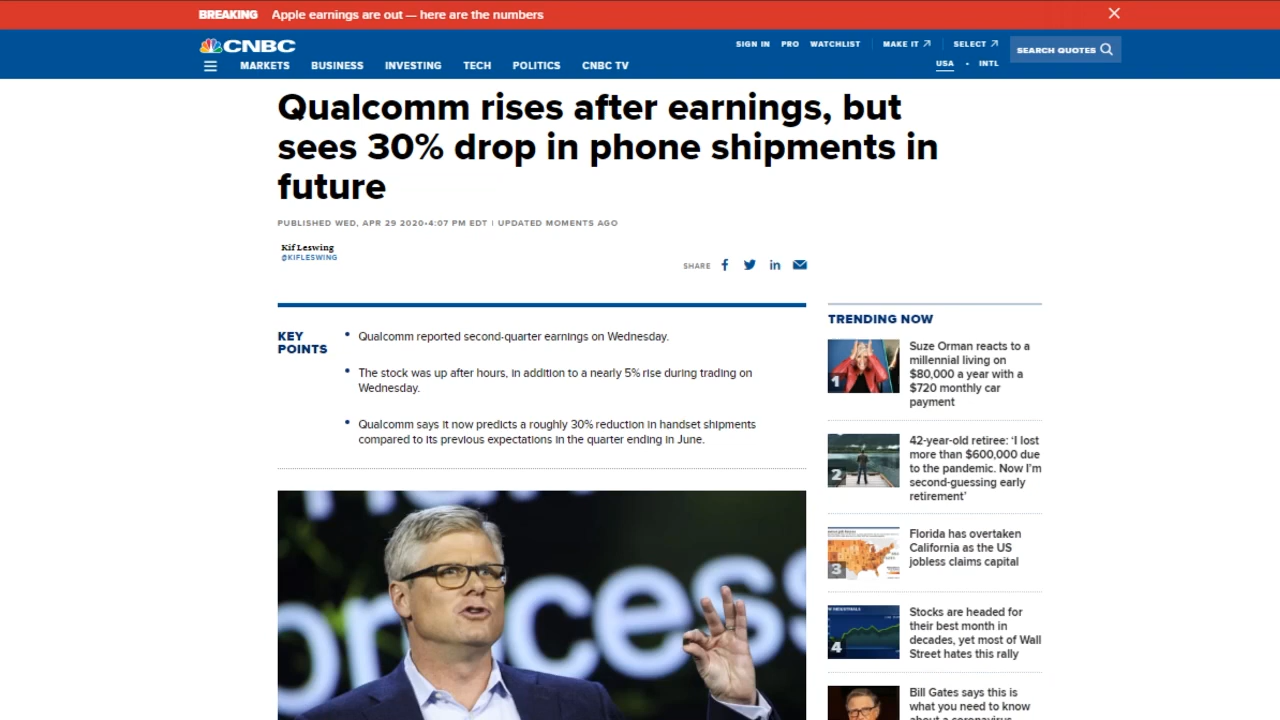 BREAKING Apple earnings are out — here are the numbers
CNBC
SIGN IN PRO WATCHLIST MAKE IT SELECT
USA • INTL
SEARCH QUOTES
MARKETS BUSINESS INVESTING TECH POLITICS CNBC TV
Qualcomm rises after earnings, but
sees 30% drop in phone shipments in
future
PUBLISHED WED, APR 29 2020•4:07 PM EDT | UPDATED MOMENTS AGO
Kif Leswing
@KIFLESWING
SHARE
KEY
POINTS
• Qualcomm reported second-quarter earnings on Wednesday.
• The stock was up after hours, in addition to a nearly 5% rise during trading on
Wednesday.
• Qualcomm says it now predicts a roughly 30% reduction in handset shipments
compared to its previous expectations in the quarter ending in June.
TRENDING NOW
1
Suze Orman reacts to a
millennial living on
$80,000 a year with a
$720 monthly car
payment
2
42-year-old retiree: ‘I lost
more than $600,000 due
to the pandemic. Now I’m
second-guessing early
retirement’
3
Florida has overtaken
California as the US
jobless claims capital
4
Stocks are headed for
their best month in
decades, yet most of Wall
Street hates this rally
Bill Gates says this is
what you need to know
about a coronavirus